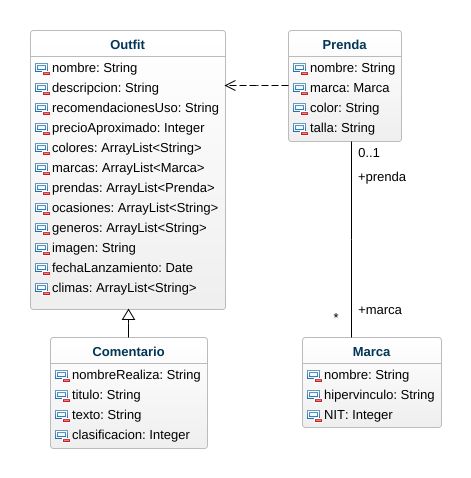 Outfit
nombre: String
descripcion: String
recomendacionesUso: String
precioAproximado: Integer
colores: ArrayList<String>
marcas: ArrayList<Marca>
prendas: ArrayList<Prenda>
ocasiones: ArrayList<String>
generos: ArrayList<String>
imagen: String
fechaLanzamiento: Date
climas: ArrayList<String>
Prenda
nombre: String
marca: Marca
color: String
talla: String
0..1
+prenda
+marca
*
Comentario
nombreRealiza: String
titulo: String
texto: String
clasificacion: Integer
Marca
nombre: String
hipervinculo: String
NIT: Integer